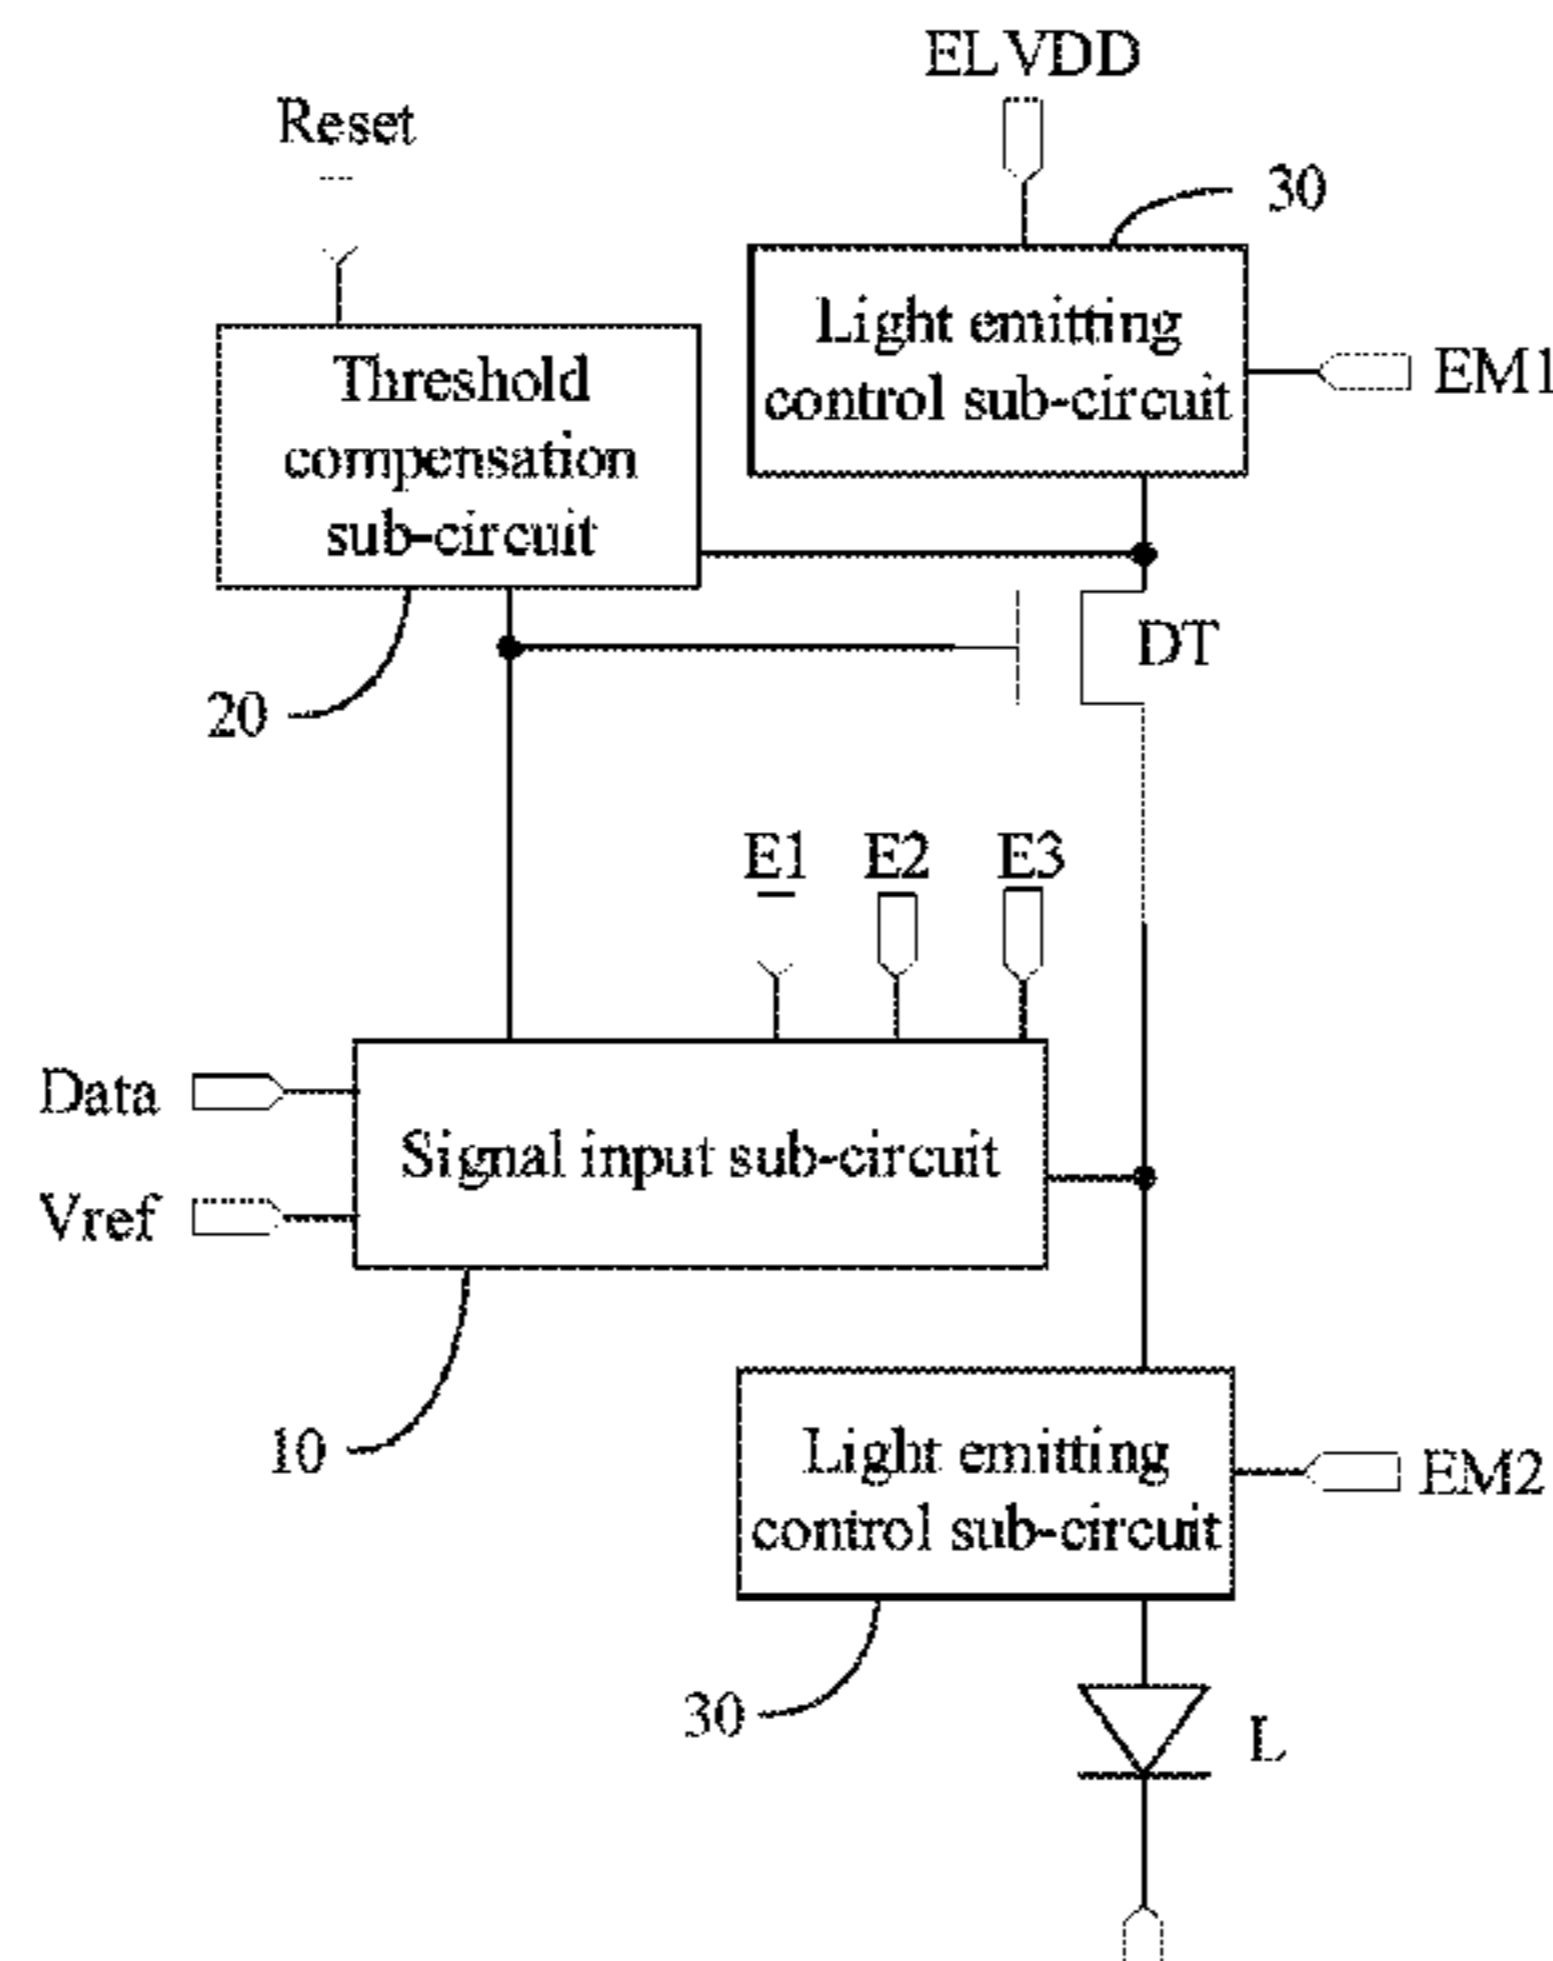 ELVDD
Reset
30
Light emitting
control sub-circuit
EM1
Threshold
compensation
sub-circuit
DT
20
E1 E2 E3
Data
Signal input sub-circuit
Vref
10
Light emitting
control sub-circuit
EM2
30
L